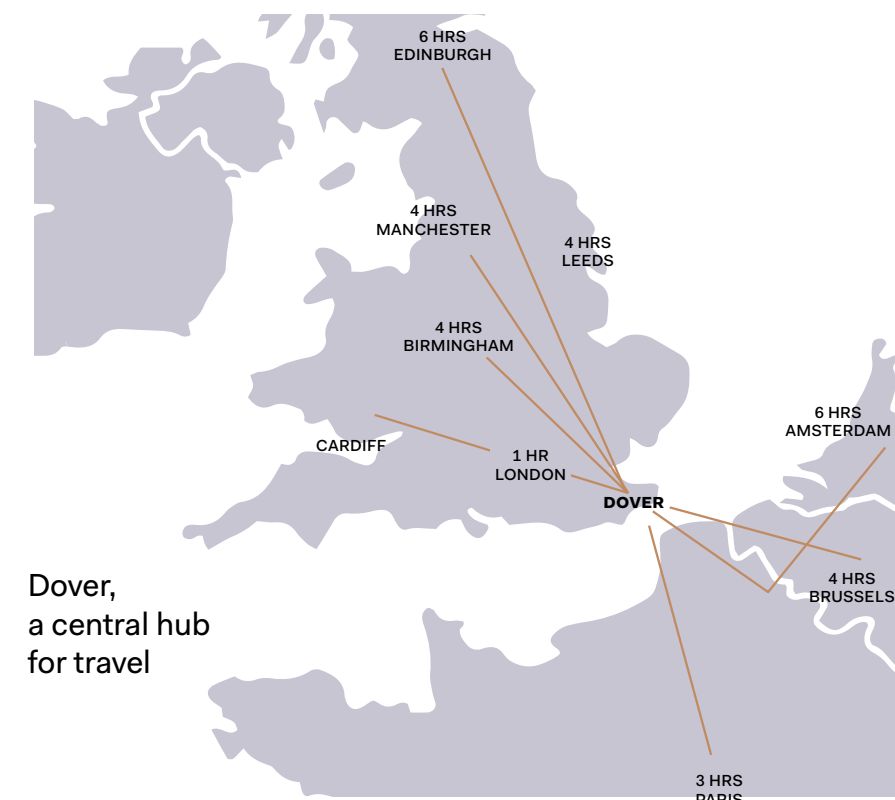 6 HRS
EDINBURGH
4 HRS
MANCHESTER
4 HRS
LEEDS
4 HRS
BIRMINGHAM
6 HRS
AMSTERDAM
CARDIFF
1 HR
LONDON
DOVER
4 HRS
BRUSSELS
Dover,
a central hub
for travel
3 HRS
PARIS